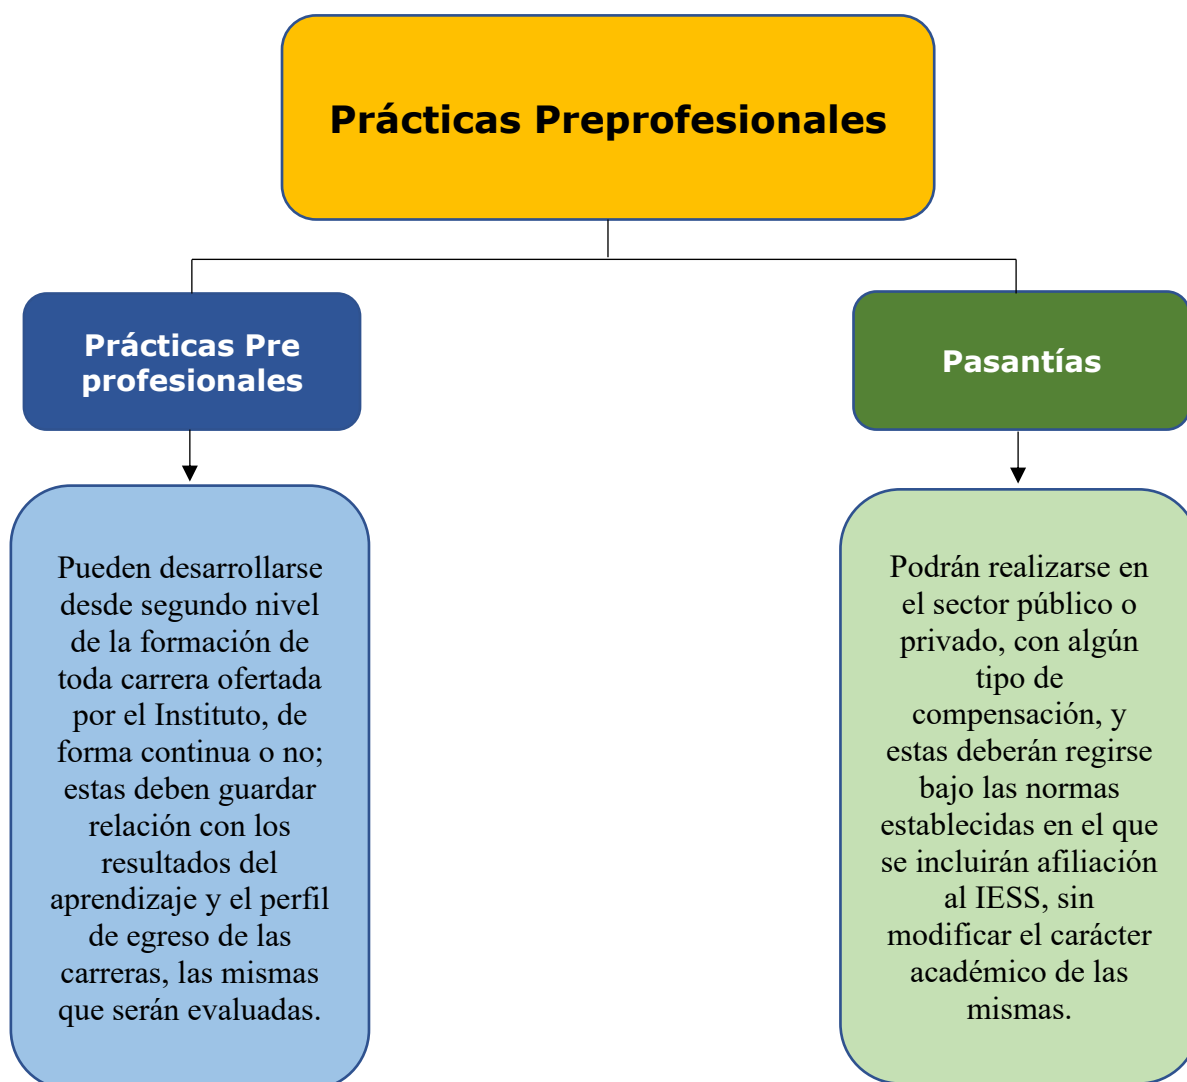 Prácticas Preprofesionales
Prácticas Pre
profesionales
Pueden desarrollarse
desde segundo nivel
de la formación de
toda carrera ofertada
por el Instituto, de
forma continua o no;
estas deben guardar
relación con los
resultados del
aprendizaje y el perfil
de egreso de las
carreras, las mismas
que serán evaluadas.
Pasantías
Podrán realizarse en
el sector público o
privado, con algún
tipo de
compensación, y
estas deberán regirse
bajo las normas
establecidas en el que
se incluirán afiliación
al IESS, sin
modificar el carácter
académico de las
mismas.